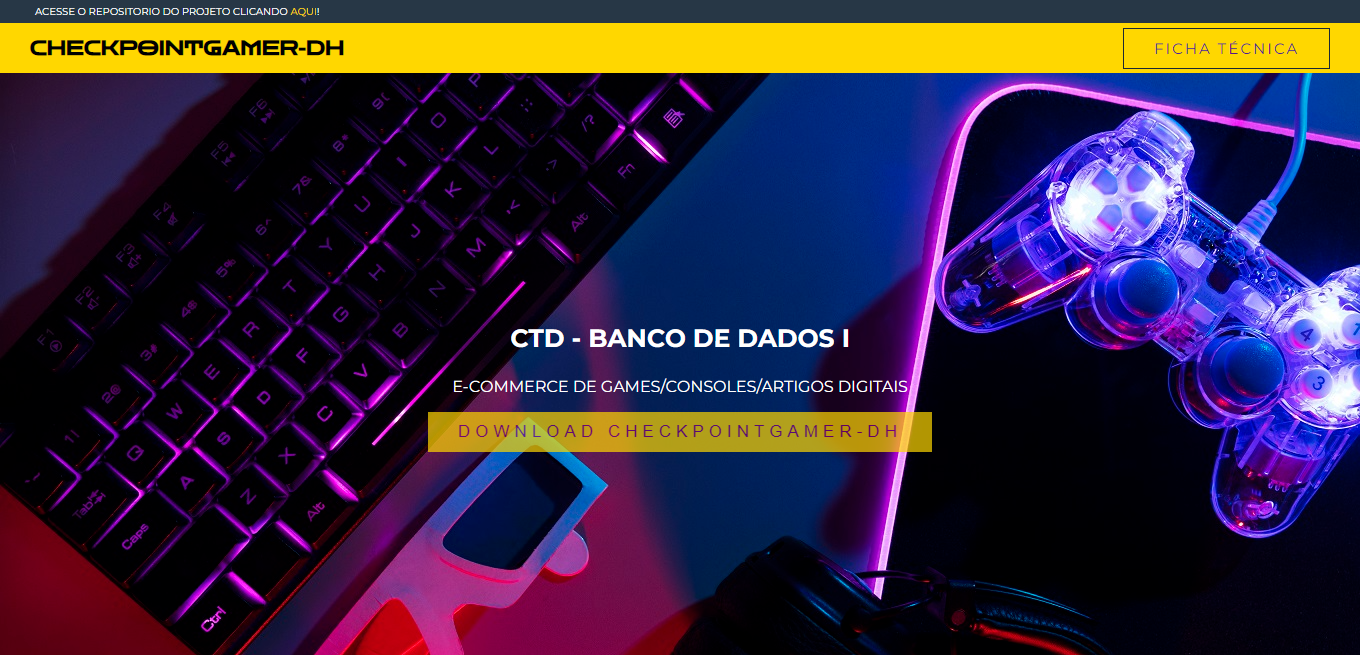 ACESSE O REPOSITORIO DO PROJETO CLICANDO AQUI!
CHECKPOINTGAMER-DH
FICHA TÉCNICA
CTD - BANCO DE DADOS I
E-COMMERCE DE GAMES/CONSOLES/ARTIGOS DIGITAIS
DOWNLOAD CHECKPOINTGAMER-DH